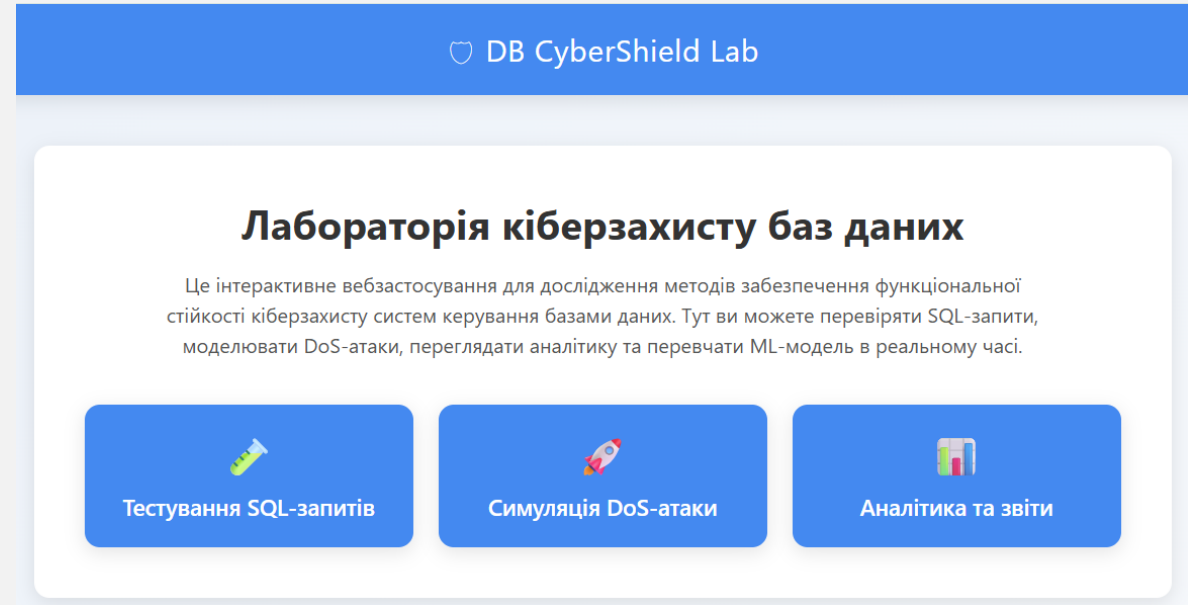 DB CyberShield Lab
Лабораторія кіберзахисту баз даних
Це інтерактивне вебзастосування для дослідження методів забезпечення функціональної
стійкості кіберзахисту систем керування базами даних. Тут ви можете перевіряти SQL-запити,
моделювати DoS-атаки, переглядати аналітику та перевчати ML-модель в реальному часі.
Тестування SQL-запитів
Симуляція DoS-атаки
Аналітика та звіти